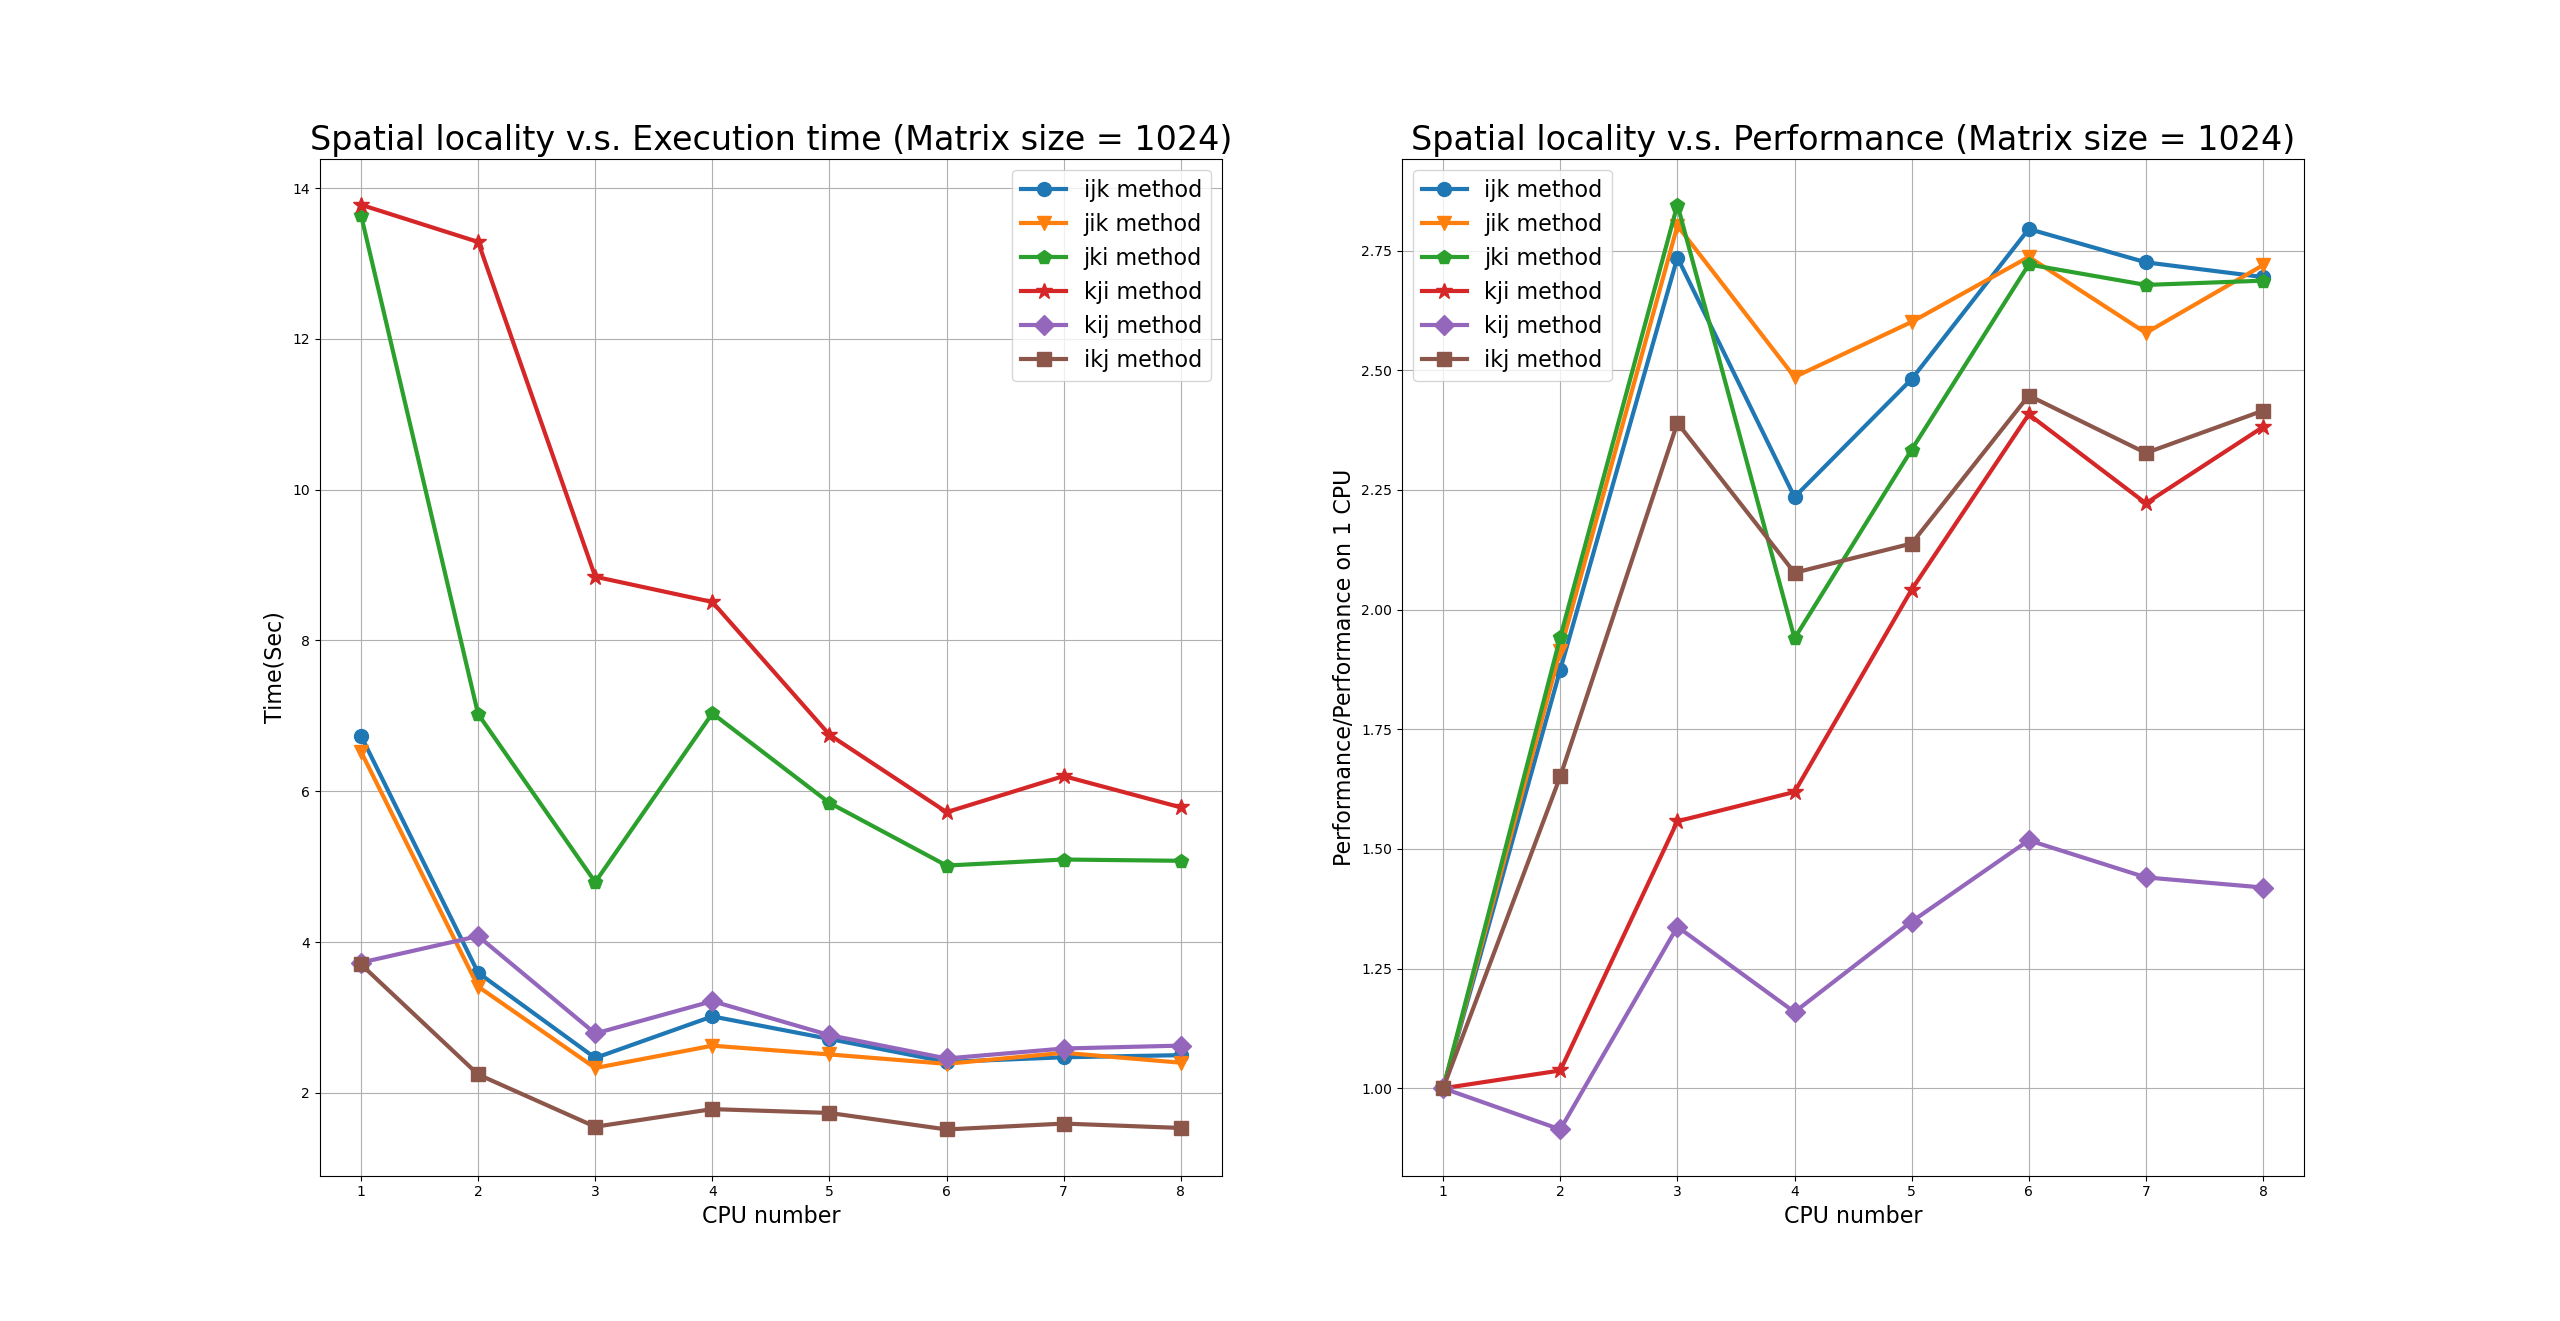 Spatial locality v.s. Execution time (Matrix size = 1024)
14
12
10
8
6
4
2
Time(Sec)
ijk method
jik method
jki method
kji method
kij method
ikj method
1 2 3 4 5 6 7 8
CPU number
Spatial locality v.s. Performance (Matrix size = 1024)
2.75
2.50
2.25
2.00
1.75
1.50
1.25
1.00
Performance/Performance on 1 CPU
ijk method
jik method
jki method
kji method
kij method
ikj method
1 2 3 4 5 6 7 8
CPU number